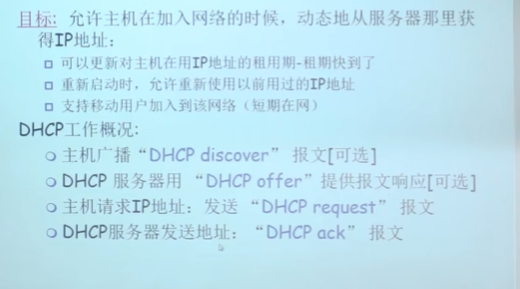 目标: 允许主机在加入网络的时候，动态地从服务器那里获
得IP地址：
可以更新对主机在用IP地址的租用期-租期快到了
重新启动时，允许重新使用以前用过的IP地址
支持移动用户加入到该网络（短期在网）
DHCP工作概况:
主机广播“DHCP discover” 报文[可选]
DHCP 服务器用 “DHCP offer”提供报文响应[可选]
主机请求IP地址：发送 “DHCP request” 报文
DHCP服务器发送地址：“DHCP ack” 报文